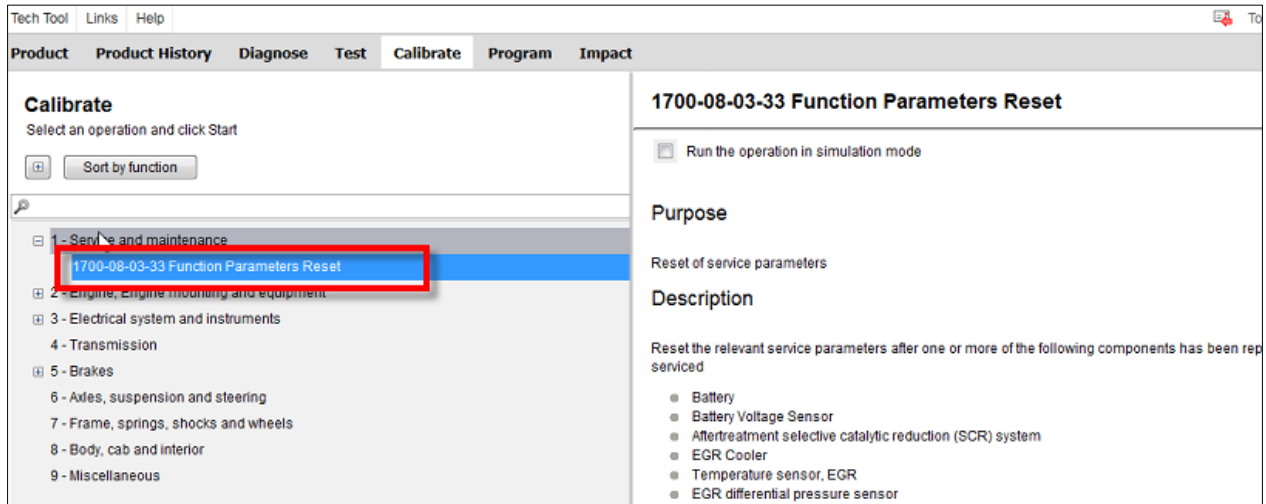 Tech Tool Links Help To
Product Product History Diagnose Test Calibrate Program Impact
Calibrate
Select an operation and click Start
Sort by function
1 - Service and maintenance
1700-08-03-33 Function Parameters Reset
2 - Engine, Engine mounting and equipment
3 - Electrical system and instruments
4 - Transmission
5 - Brakes
6 - Axles, suspension and steering
7 - Frame, springs, shocks and wheels
8 - Body, cab and interior
9 - Miscellaneous
1700-08-03-33 Function Parameters Reset
Run the operation in simulation mode
Purpose
Reset of service parameters
Description
Reset the relevant service parameters after one or more of the following components has been rep
serviced
Battery
Battery Voltage Sensor
Aftertreatment selective catalytic reduction (SCR) system
EGR Cooler
Temperature sensor, EGR
EGR differential pressure sensor